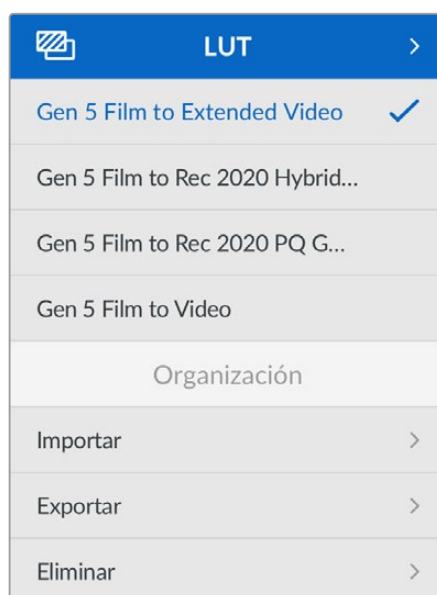 LUT
Gen 5 Film to Extended Video
Gen 5 Film to Rec 2020 Hybrid...
Gen 5 Film to Rec 2020 PQ G...
Gen 5 Film to Video
Organización
Importar
Exportar
Eliminar